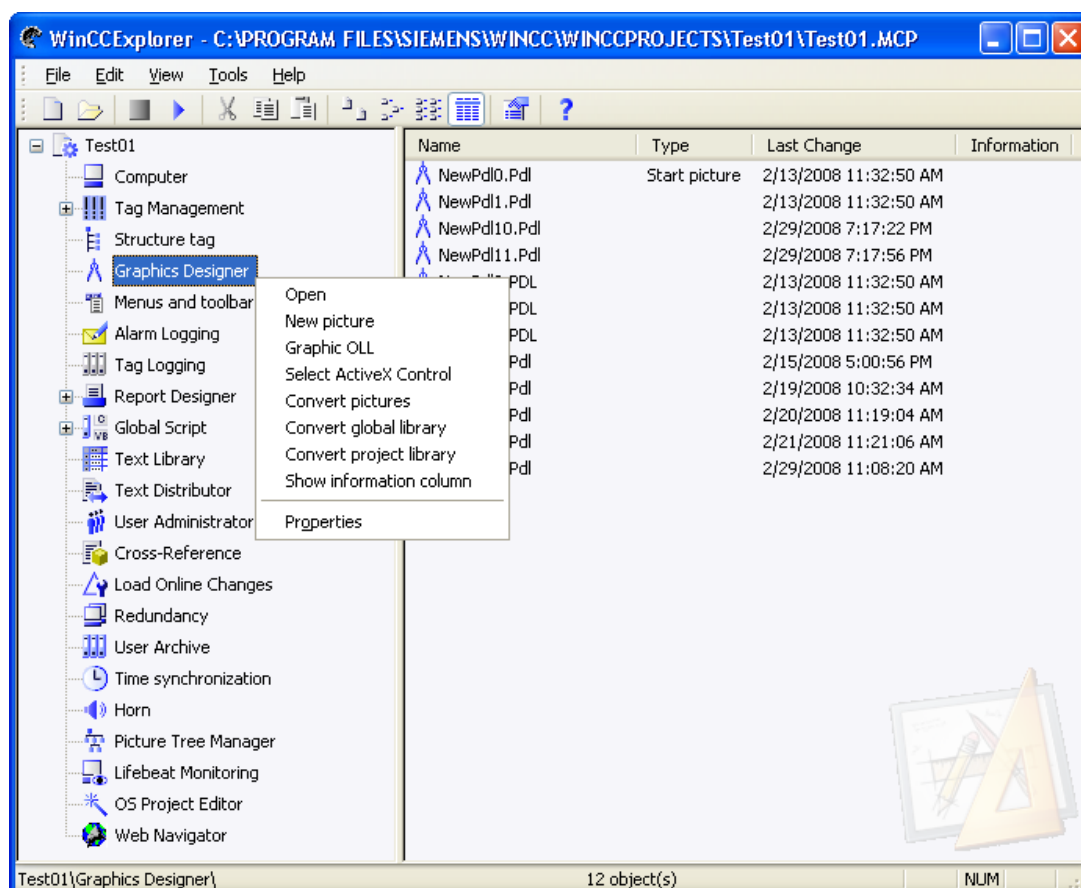 WinCCExplorer - C:\PROGRAM FILES\SIEMENS\WINCC\WINCCPROJECTS\Test01\Test01.MCP
File Edit View Tools Help
Test01
Computer
Tag Management
Structure tag
Graphics Designer
Menus and toolbar
Alarm Logging
Tag Logging
Report Designer
Global Script
Text Library
Text Distributor
User Administrator
Cross-Reference
Load Online Changes
Redundancy
User Archive
Time synchronization
Horn
Picture Tree Manager
Lifebeat Monitoring
OS Project Editor
Web Navigator
Open
New picture
Graphic OLL
Select ActiveX Control
Convert pictures
Convert global library
Convert project library
Show information column
Properties
Name Type Last Change Information
NewPdl0.Pdl Start picture 2/13/2008 11:32:50 AM
NewPdl1.Pdl 2/13/2008 11:32:50 AM
NewPdl10.Pdl 2/29/2008 7:17:22 PM
NewPdl11.Pdl 2/29/2008 7:17:56 PM
PDL 2/13/2008 11:32:50 AM
PDL 2/13/2008 11:32:50 AM
PDL 2/13/2008 11:32:50 AM
Pdl 2/15/2008 5:00:56 PM
Pdl 2/19/2008 10:32:34 AM
Pdl 2/20/2008 11:19:04 AM
Pdl 2/21/2008 11:21:06 AM
Pdl 2/29/2008 11:08:20 AM
Test01\Graphics Designer\ 12 object(s) NUM